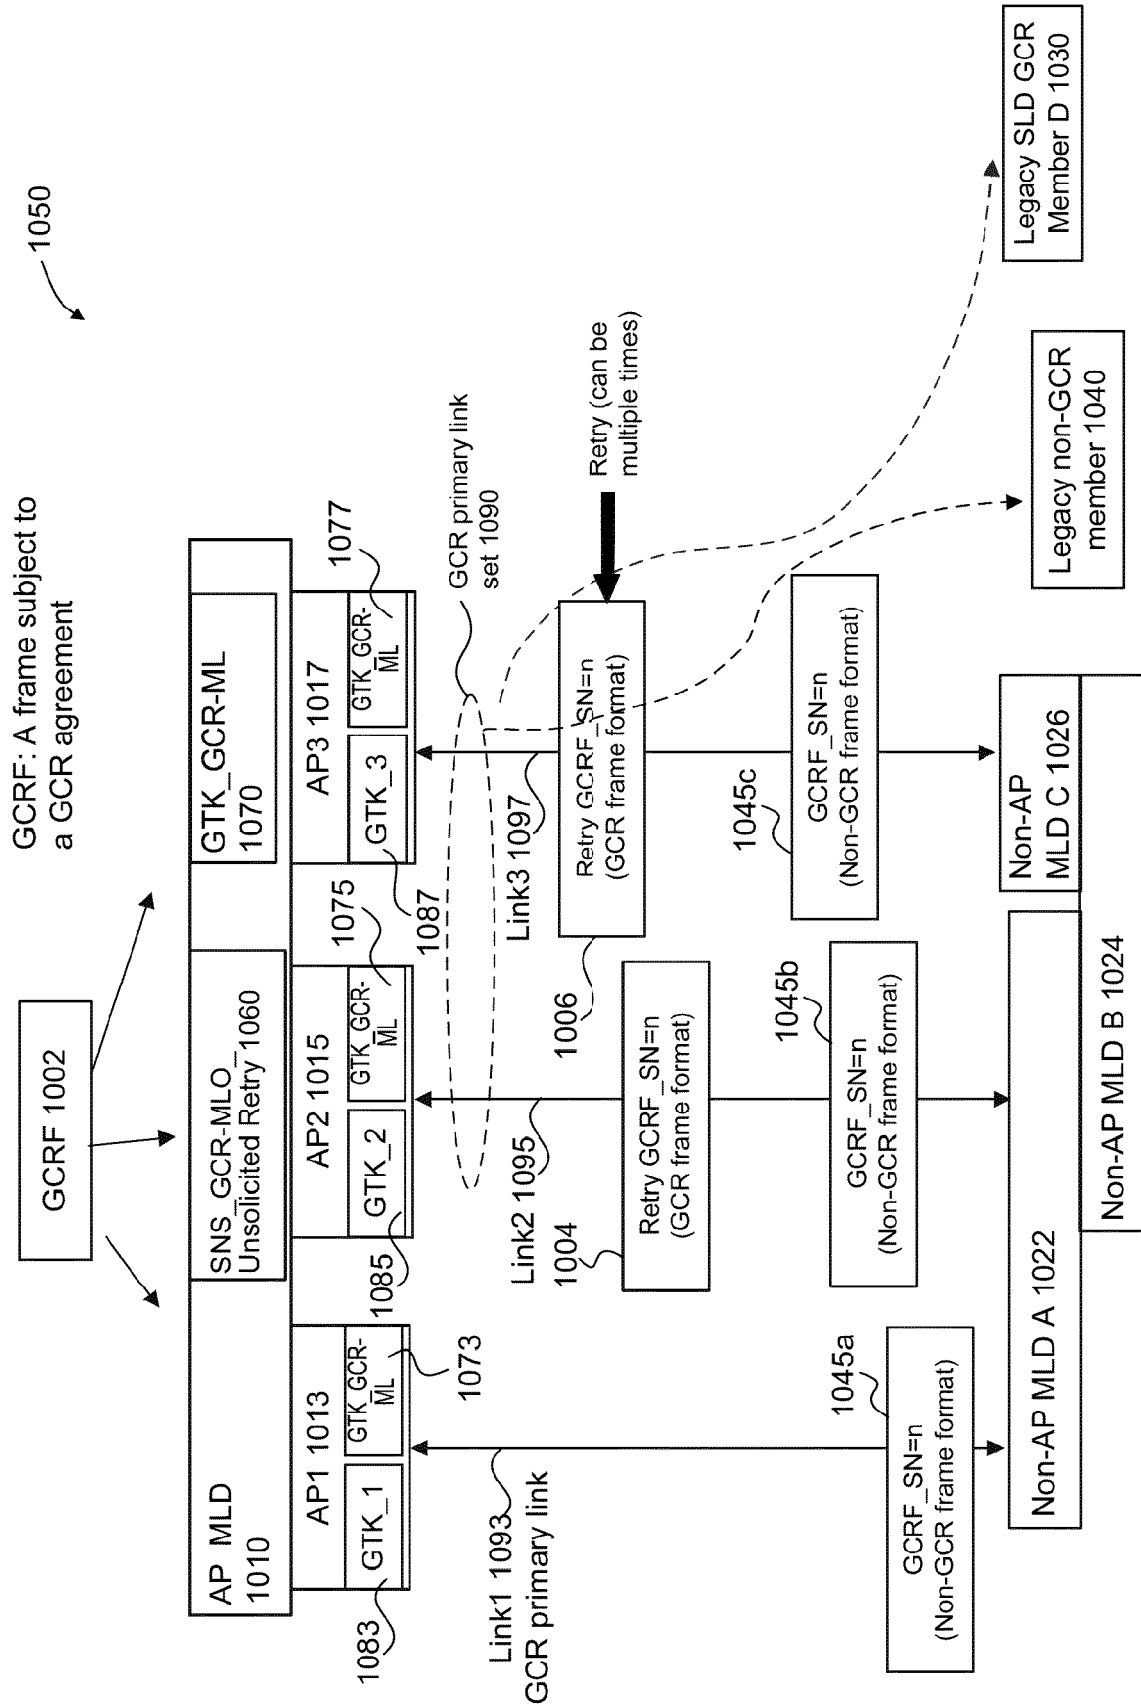 1050
GCRF: A frame subject to
a GCR agreement
GCRF 1002
AP MLD
1010
SNS_GCR-MLO_
Unsolicited Retry 1060
GTK_GCR-ML
1070
AP1 1013
GTK_1
GTK_GCR-
ML
1083
1073
AP2 1015
GTK_2
GTK_GCR-
ML
1085
1075
AP3 1017
GTK_3
GTK_GCR-
ML
1087
1077
GCR primary link
set 1090
Link1 1093
GCR primary link
Link2 1095
Link3 1097
1004
Retry GCRF_SN=n
(GCR frame format)
1006
Retry GCRF_SN=n
(GCR frame format)
Retry (can be
multiple times)
1045a
GCRF_SN=n
(Non-GCR frame format)
1045b
GCRF_SN=n
(Non-GCR frame format)
1045c
GCRF_SN=n
(Non-GCR frame format)
Non-AP MLD A 1022
Non-AP MLD B 1024
Non-AP
MLD C 1026
Legacy non-GCR
member 1040
Legacy SLD GCR
Member D 1030